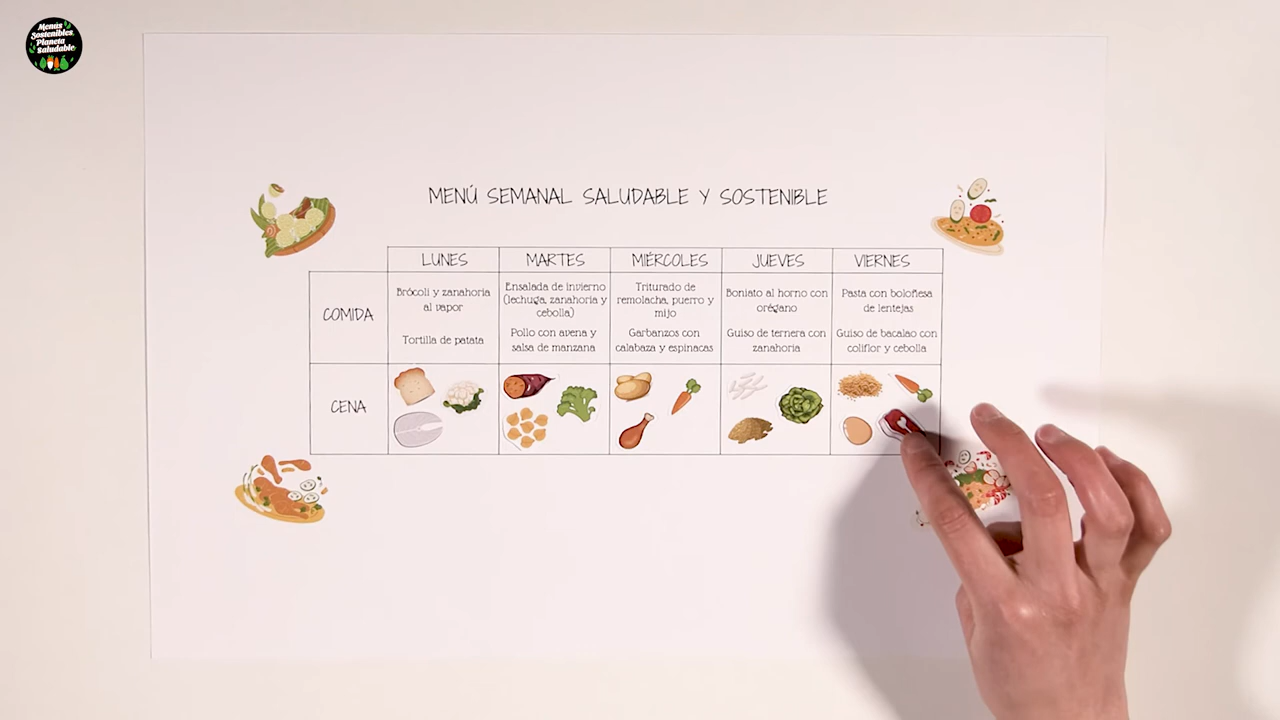 Menús
Sostenibles,
Planeta
Saludable
MENÚ SEMANAL SALUDABLE Y SOSTENIBLE
LUNES MARTES MIÉRCOLES JUEVES VIERNES
COMIDA
Brócoli y zanahoria
al vapor
Tortilla de patata
Ensalada de invierno
(lechuga, zanahoria y
cebolla)
Pollo con avena y
salsa de manzana
Triturado de
remolacha, puerro y
mijo
Garbanzos con
calabaza y espinacas
Boniato al horno con
orégano
Guiso de ternera con
zanahoria
Pasta con boloñesa
de lentejas
Guiso de bacalao con
coliflor y cebolla
CENA